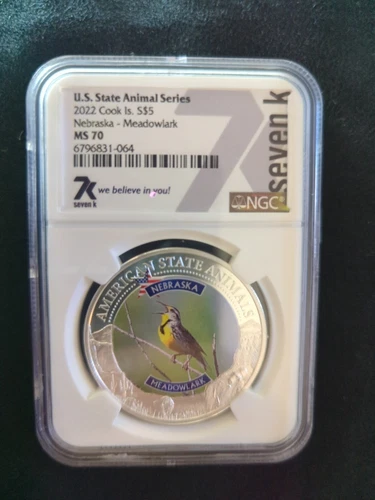 U.S. State Animal Series
2022 Cook Is. S$5
Nebraska - Meadowlark
MS 70
6796831-064
7k
seven k
we believe in you!
7k
seven k
NGC
AMERICAN STATE ANIMALS
NEBRASKA
MEADOWLARK